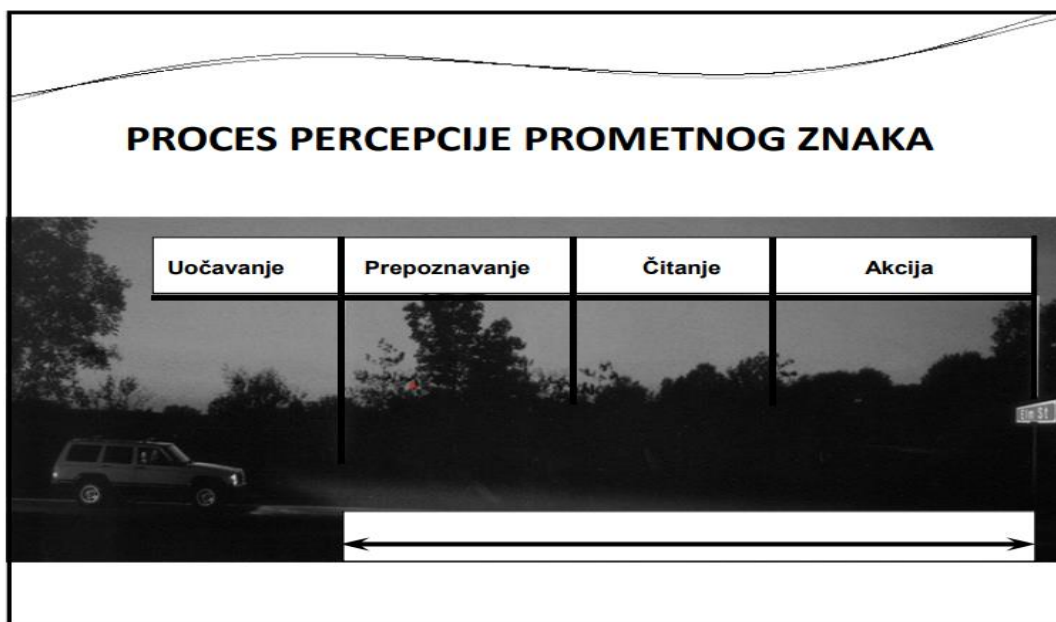 PROCES PERCEPCIJE PROMETNOG ZNAKA
Uočavanje Prepoznavanje Čitanje Akcija
Elm St